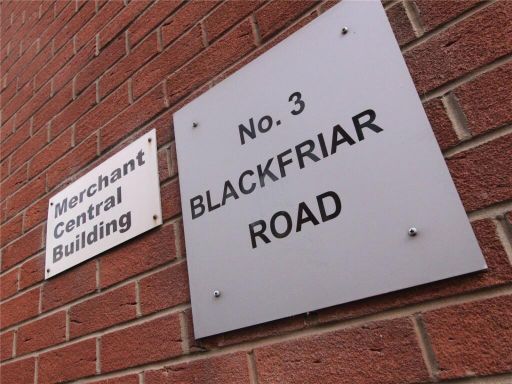 Merchant
Central
Building
No. 3
BLACKFRIAR
ROAD